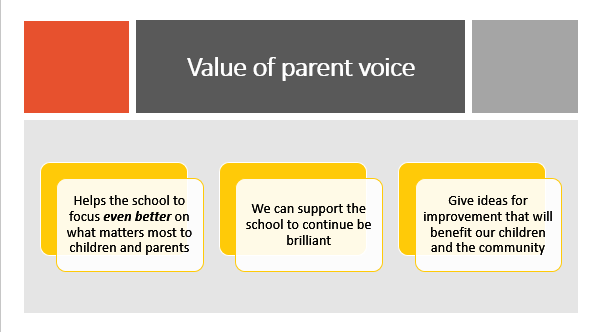 Value of parent voice
Helps the school to
focus even better on
what matters most to
children and parents
We can support the
school to continue be
brilliant
Give ideas for
improvement that will
benefit our children
and the community